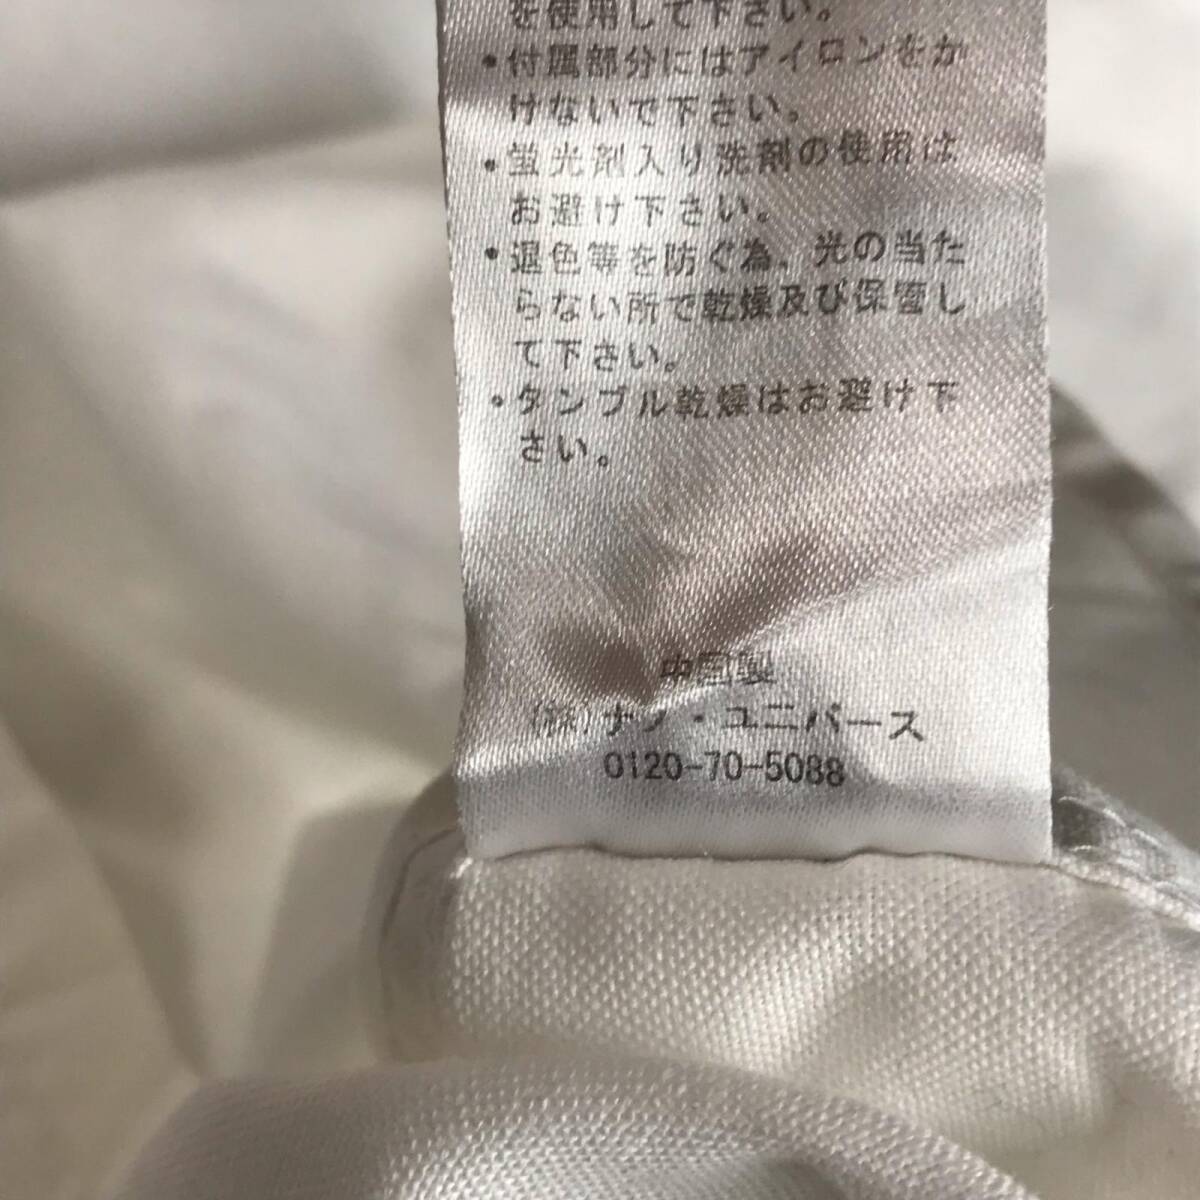 を使用して下さい。
・付属部分にはアイロンをか
けないで下さい。
・蛍光剤入り洗剤の使用は
お避け下さい。
・退色等を防ぐ為、光の当た
らない所で乾燥及び保管し
て下さい。
・タンブル乾燥はお避け下
さい。
中国製
(株)ナノ・ユニバース
0120-70-5088